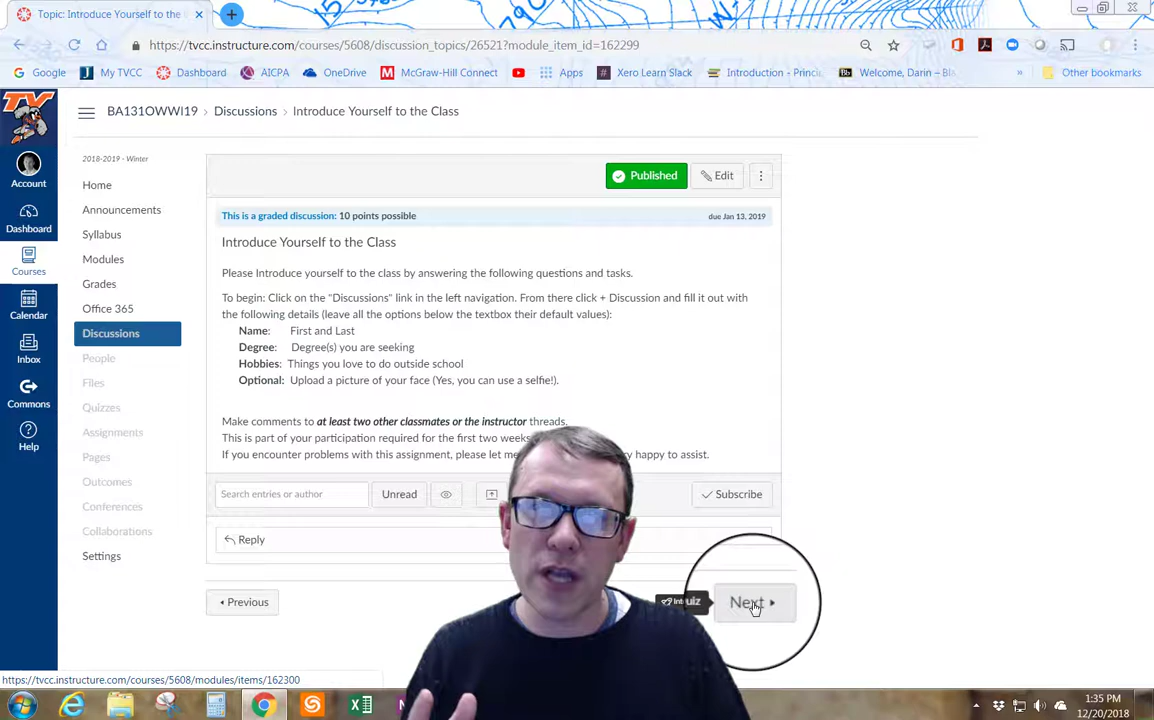 Topic: Introduce Yourself to the
https://tvcc.instructure.com/courses/5608/discussion_topics/26521?module_item_id=162299
Google My TVCC Dashboard AICPA OneDrive McGraw-Hill Connect Apps Xero Learn Slack Introduction - Princi Welcome, Darin – Bl » Other bookmarks
TV
BA131OWWI19 › Discussions › Introduce Yourself to the Class
2018-2019 - Winter
Account
Dashboard
Courses
Calendar
Inbox
Commons
Help
Home
Announcements
Syllabus
Modules
Grades
Office 365
Discussions
People
Files
Quizzes
Assignments
Pages
Outcomes
Conferences
Collaborations
Settings
Published Edit
This is a graded discussion: 10 points possible due Jan 13, 2019
Introduce Yourself to the Class
Please Introduce yourself to the class by answering the following questions and tasks.
To begin: Click on the "Discussions" link in the left navigation. From there click + Discussion and fill it out with
the following details (leave all the options below the textbox their default values):
Name: First and Last
Degree: Degree(s) you are seeking
Hobbies: Things you love to do outside school
Optional: Upload a picture of your face (Yes, you can use a selfie!).
Make comments to at least two other classmates or the instructor threads.
This is part of your participation required for the first two weeks
If you encounter problems with this assignment, please let me ry happy to assist.
Search entries or author Unread Subscribe
Reply
Previous Next
https://tvcc.instructure.com/courses/5608/modules/items/162300
1:35 PM
12/20/2018